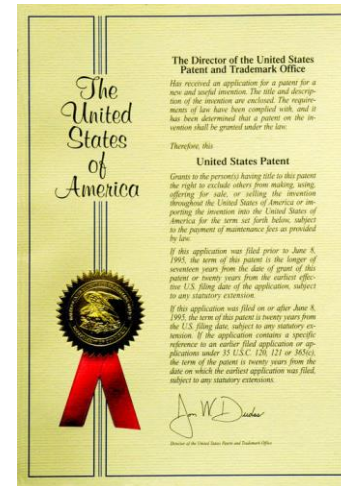 The
United
States
of
America
The Director of the United States
Patent and Trademark Office
Has received an application for a patent for a
new and useful invention. The title and descrip-
tion of the invention are enclosed. The require-
ments of law have been complied with, and it
has been determined that a patent on the in-
vention shall be granted under the law.
Therefore, this
United States Patent
Grants to the person(s) having title to this patent
the right to exclude others from making, using,
offering for sale, or selling the invention
throughout the United States of America or im-
porting the invention into the United States of
America for the term set forth below, subject
to the payment of maintenance fees as provided
by law.
If this application was filed prior to June 8,
1995, the term of this patent is the longer of
seventeen years from the date of grant of this
patent or twenty years from the earliest effec-
tive U.S. filing date of the application, subject
to any statutory extension.
If this application was filed on or after June 8,
1995, the term of this patent is twenty years from
the U.S. filing date, subject to any statutory ex-
tension. If the application contains a specific
reference to an earlier filed application or ap-
plications under 35 U.S.C. 120, 121 or 365(c),
the term of the patent is twenty years from the
date on which the earliest application was filed,
subject to any statutory extensions.
Jon W. Dudas
Director of the United States Patent and Trademark Office